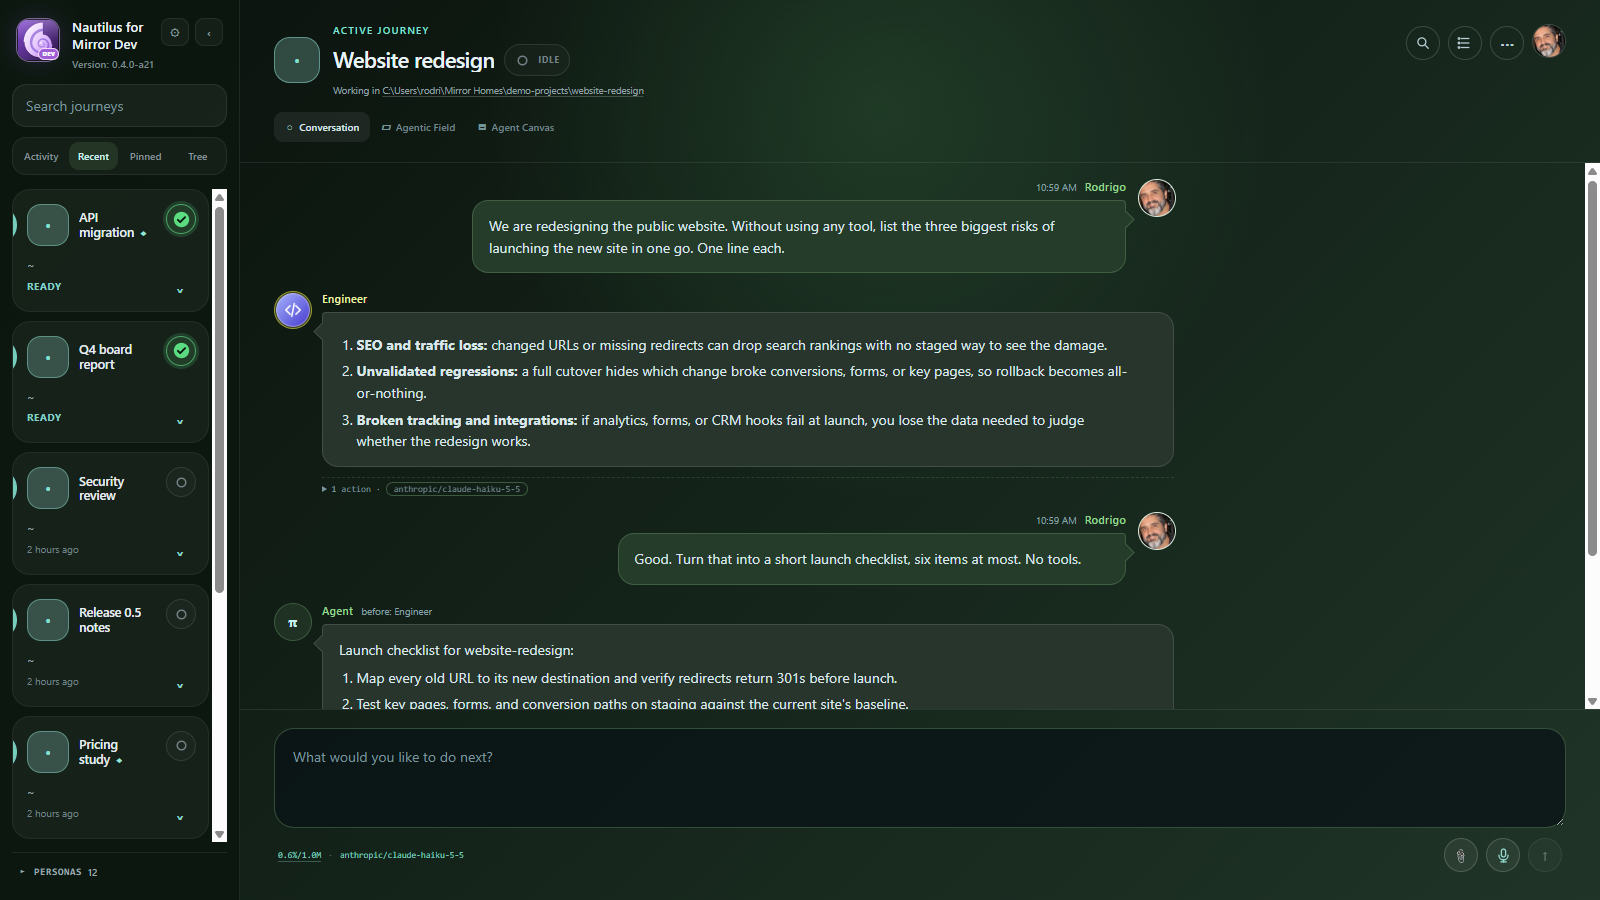 Nautilus for
Mirror Dev
DEV
Version: 0.4.0-a21
Search journeys
Activity
Recent
Pinned
Tree
API
migration
~
READY
Q4 board
report
~
READY
Security
review
~
2 hours ago
Release 0.5
notes
~
2 hours ago
Pricing
study
~
2 hours ago
PERSONAS 12
ACTIVE JOURNEY
Website redesign
IDLE
Working in C:\Users\rodri\Mirror Homes\demo-projects\website-redesign
Conversation
Agentic Field
Agent Canvas
10:59 AM Rodrigo
We are redesigning the public website. Without using any tool, list the three biggest risks of
launching the new site in one go. One line each.
Engineer
1. SEO and traffic loss: changed URLs or missing redirects can drop search rankings with no staged way to see the damage.
2. Unvalidated regressions: a full cutover hides which change broke conversions, forms, or key pages, so rollback becomes all-
or-nothing.
3. Broken tracking and integrations: if analytics, forms, or CRM hooks fail at launch, you lose the data needed to judge
whether the redesign works.
1 action · anthropic/claude-haiku-5-5
10:59 AM Rodrigo
Good. Turn that into a short launch checklist, six items at most. No tools.
π
Agent before: Engineer
Launch checklist for website-redesign:
1. Map every old URL to its new destination and verify redirects return 301s before launch.
2. Test key pages, forms, and conversion paths on staging against the current site's baseline.
What would you like to do next?
0.6%/1.0M · anthropic/claude-haiku-5-5